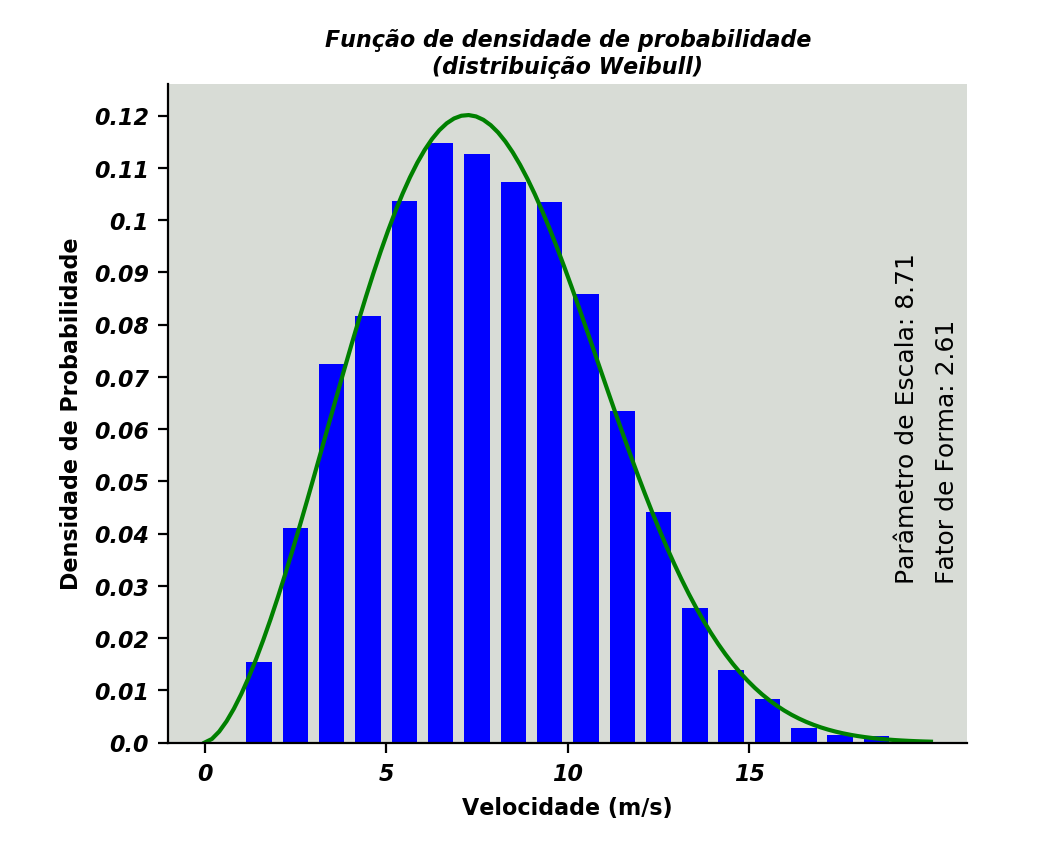 Função de densidade de probabilidade
(distribuição Weibull)
Densidade de Probabilidade
0.12
0.11
0.1
0.09
0.08
0.07
0.06
0.05
0.04
0.03
0.02
0.01
0.0
0 5 10 15
Velocidade (m/s)
Parâmetro de Escala: 8.71
Fator de Forma: 2.61